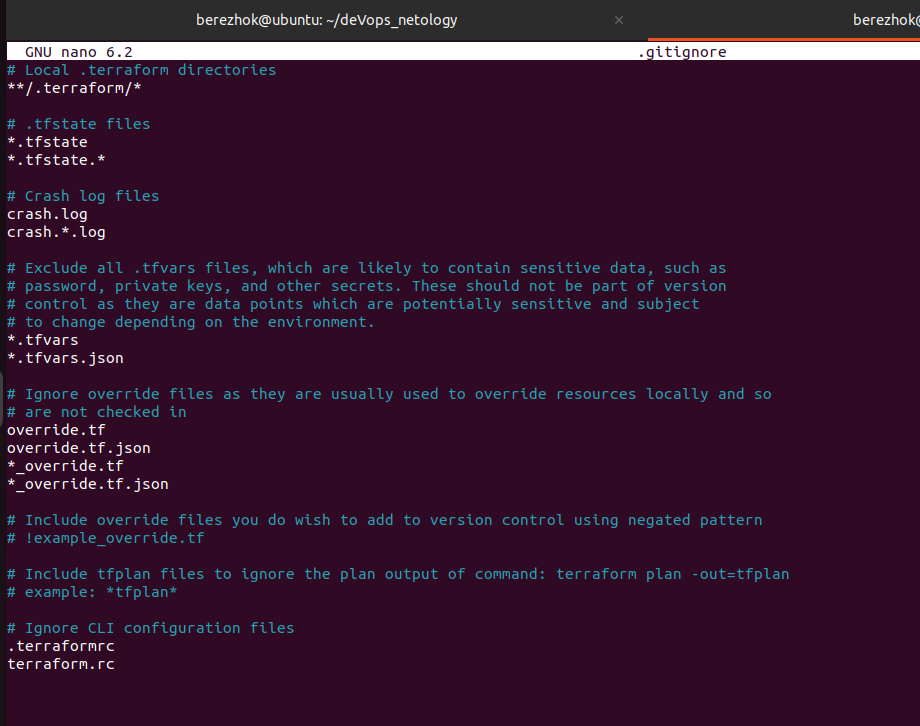 berezhok@ubuntu: ~/deVops_netology × berezhok@
GNU nano 6.2 .gitignore
# Local .terraform directories
**/.terraform/*

# .tfstate files
*.tfstate
*.tfstate.*

# Crash log files
crash.log
crash.*.log

# Exclude all .tfvars files, which are likely to contain sensitive data, such as
# password, private keys, and other secrets. These should not be part of version
# control as they are data points which are potentially sensitive and subject
# to change depending on the environment.
*.tfvars
*.tfvars.json

# Ignore override files as they are usually used to override resources locally and so
# are not checked in
override.tf
override.tf.json
*_override.tf
*_override.tf.json

# Include override files you do wish to add to version control using negated pattern
# !example_override.tf

# Include tfplan files to ignore the plan output of command: terraform plan -out=tfplan
# example: *tfplan*

# Ignore CLI configuration files
.terraformrc
terraform.rc